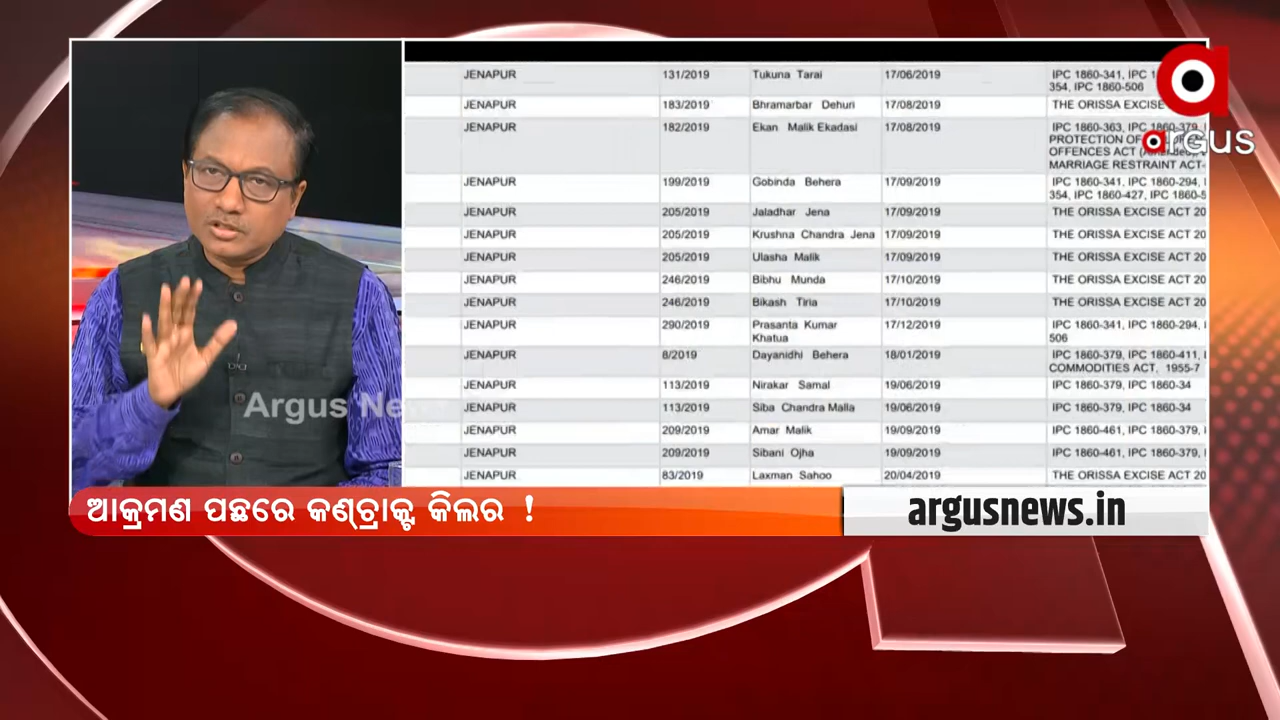 JENAPUR 131/2019 Tukuna Tarai 17/06/2019 IPC 1860-341, IPC
354, IPC 1860-506
JENAPUR 183/2019 Bhramarbar Dehuri 17/08/2019 THE ORISSA EXCISE
JENAPUR 182/2019 Ekan Malik Ekadasi 17/08/2019 IPC 1860-363, IPC 1860-379,
PROTECTION OF
OFFENCES ACT
MARRIAGE RESTRAINT ACT-
JENAPUR 199/2019 Gobinda Behera 17/09/2019 IPC 1860-341, IPC 1860-294,
354, IPC 1860-427, IPC 1860-5
JENAPUR 205/2019 Jaladhar Jena 17/09/2019 THE ORISSA EXCISE ACT 20
JENAPUR 205/2019 Krushna Chandra Jena 17/09/2019 THE ORISSA EXCISE ACT 20
JENAPUR 205/2019 Ulasha Malik 17/09/2019 THE ORISSA EXCISE ACT 20
JENAPUR 246/2019 Bibhu Munda 17/10/2019 THE ORISSA EXCISE ACT 20
JENAPUR 246/2019 Bikash Tiria 17/10/2019 THE ORISSA EXCISE ACT 20
JENAPUR 290/2019 Prasanta Kumar 17/12/2019 IPC 1860-341, IPC 1860-294,
Khatua 506
JENAPUR 8/2019 Dayanidhi Behera 18/01/2019 IPC 1860-379, IPC 1860-411,
COMMODITIES ACT, 1955-7
JENAPUR 113/2019 Nirakar Samal 19/06/2019 IPC 1860-379, IPC 1860-34
JENAPUR 113/2019 Siba Chandra Malla 19/06/2019 IPC 1860-379, IPC 1860-34
JENAPUR 209/2019 Amar Malik 19/09/2019 IPC 1860-461, IPC 1860-379,
JENAPUR 209/2019 Sibani Ojha 19/09/2019 IPC 1860-461, IPC 1860-379,
JENAPUR 83/2019 Laxman Sahoo 20/04/2019 THE ORISSA EXCISE ACT 20
argus
Argus Ne
ଆକ୍ରମଣ ପଛରେ କଣ୍ଟ୍ରାକ୍ଟ କିଲର !
argusnews.in